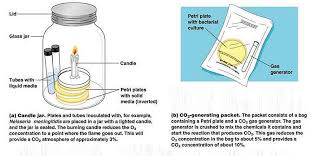 Lid
Glass jar
Candle
Tubes with
liquid media
Petri plates
with solid
media (inverted)
(a) Candle jar. Plates and tubes inoculated with, for example,
Neisseria meningitidis are placed in a jar with a lighted candle,
and the jar is sealed. The burning candle reduces the O₂
concentration to a point where the flame goes out. This will
provide a CO₂ atmosphere of approximately 3%.
Petri plate
with bacterial
culture
Gas
generator
(b) CO₂-generating packet. The packet consists of a bag
containing a Petri plate and a CO₂ gas generator. The gas
generator is crushed to mix the chemicals it contains and
start the reaction that produces CO₂. This gas reduces the
O₂ concentration in the bag to about 5% and provides a CO₂
concentration of about 10%.